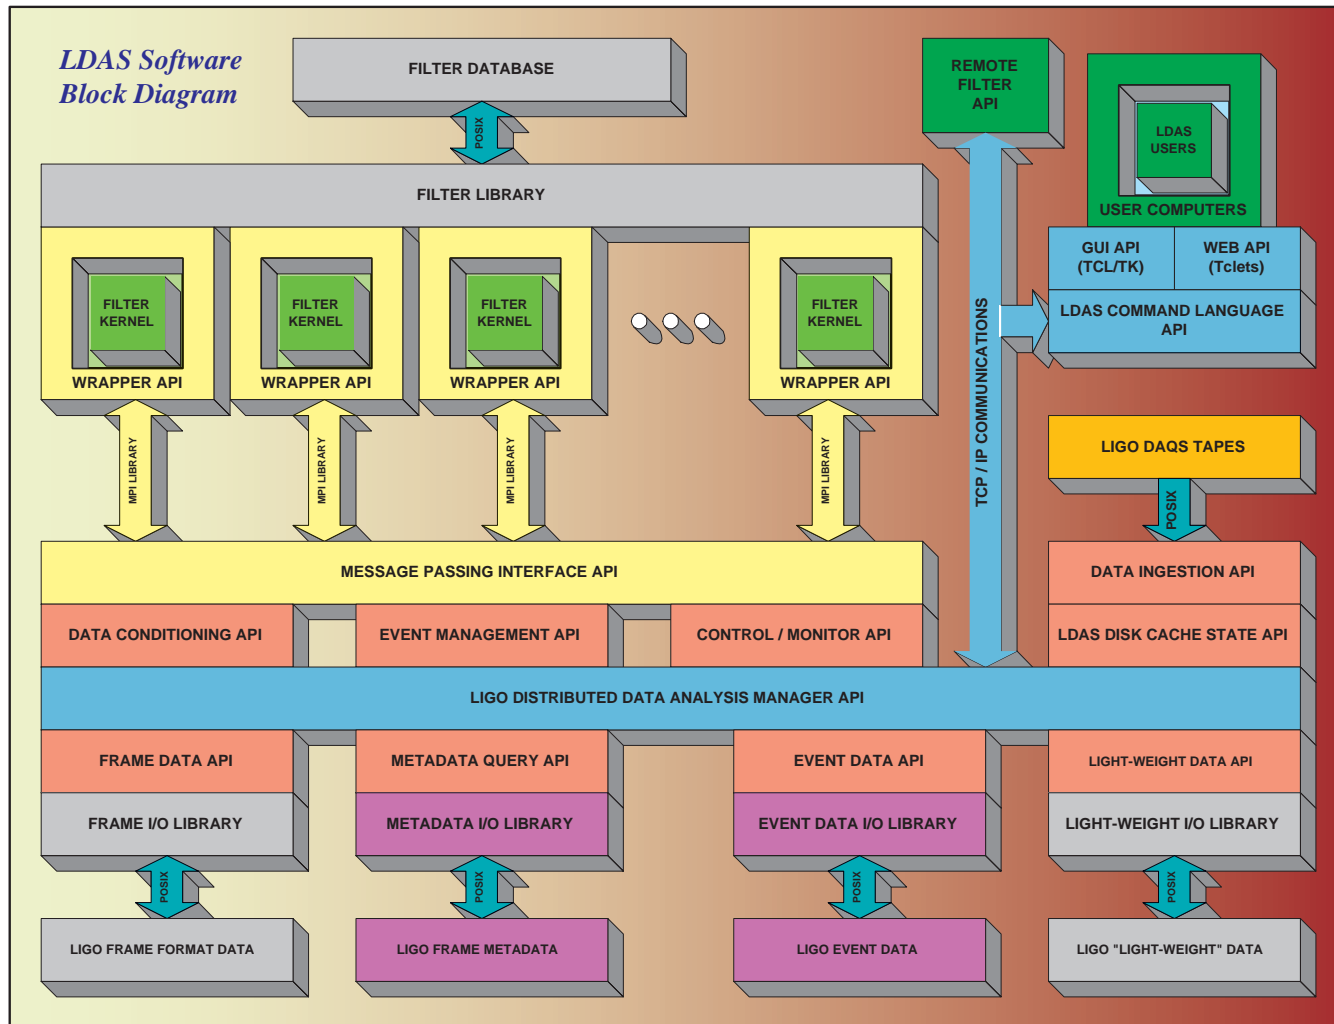 LDAS Software
Block Diagram
FILTER DATABASE
REMOTE
FILTER
API
LDAS
USERS
USER COMPUTERS
POSIX
FILTER LIBRARY
GUI API
(TCL/TK)
WEB API
(Tclets)
LDAS COMMAND LANGUAGE
API
FILTER
KERNEL
WRAPPER API
FILTER
KERNEL
WRAPPER API
FILTER
KERNEL
WRAPPER API
FILTER
KERNEL
WRAPPER API
TCP / IP COMMUNICATIONS
MPI LIBRARY
MPI LIBRARY
MPI LIBRARY
MPI LIBRARY
LIGO DAQS TAPES
POSIX
MESSAGE PASSING INTERFACE API
DATA INGESTION API
DATA CONDITIONING API
EVENT MANAGEMENT API
CONTROL / MONITOR API
LDAS DISK CACHE STATE API
LIGO DISTRIBUTED DATA ANALYSIS MANAGER API
FRAME DATA API
METADATA QUERY API
EVENT DATA API
LIGHT-WEIGHT DATA API
FRAME I/O LIBRARY
METADATA I/O LIBRARY
EVENT DATA I/O LIBRARY
LIGHT-WEIGHT I/O LIBRARY
POSIX
POSIX
POSIX
POSIX
LIGO FRAME FORMAT DATA
LIGO FRAME METADATA
LIGO EVENT DATA
LIGO "LIGHT-WEIGHT" DATA